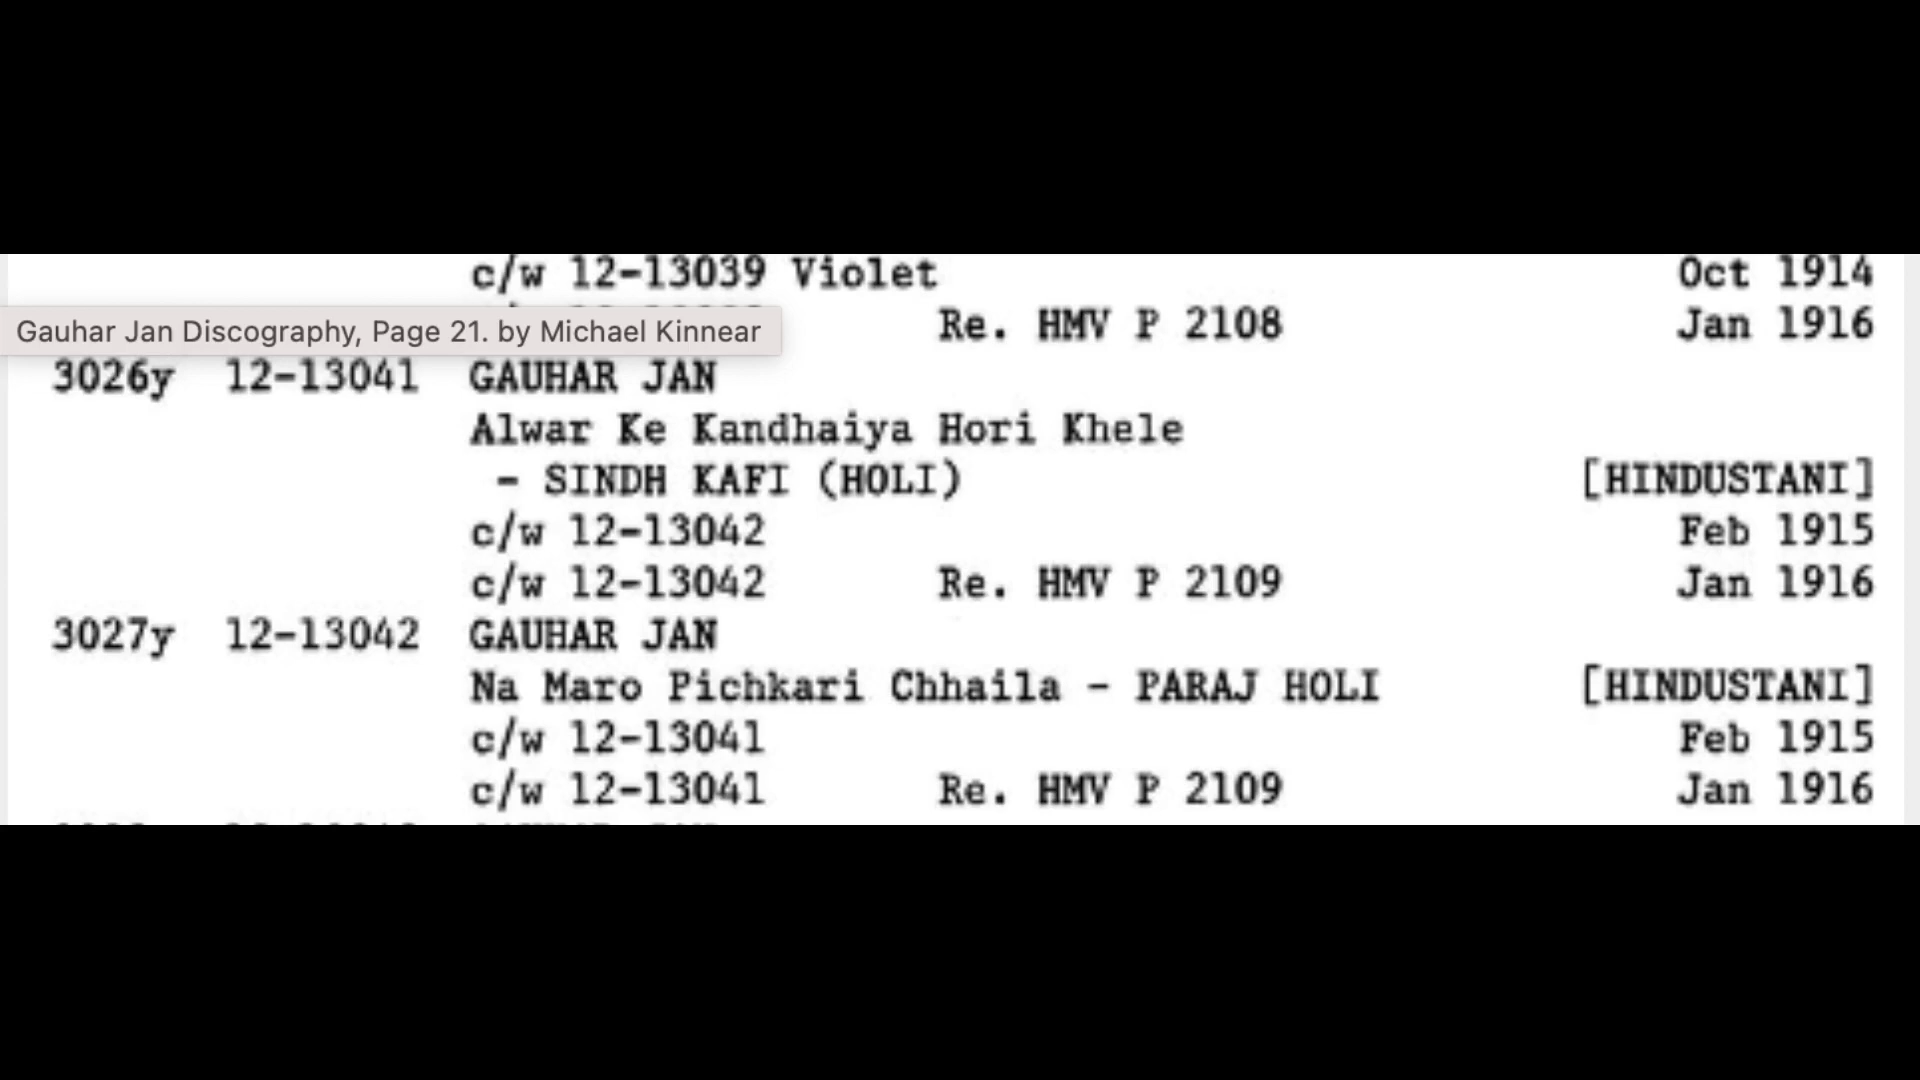 c/w 12-13039 Violet Oct 1914
Gauhar Jan Discography, Page 21. by Michael Kinnear
Re. HMV P 2108 Jan 1916
3026y 12-13041 GAUHAR JAN
Alwar Ke Kandhaiya Hori Khele
- SINDH KAFI (HOLI) [HINDUSTANI]
c/w 12-13042 Feb 1915
c/w 12-13042 Re. HMV P 2109 Jan 1916
3027y 12-13042 GAUHAR JAN
Na Maro Pichkari Chhaila - PARAJ HOLI [HINDUSTANI]
c/w 12-13041 Feb 1915
c/w 12-13041 Re. HMV P 2109 Jan 1916